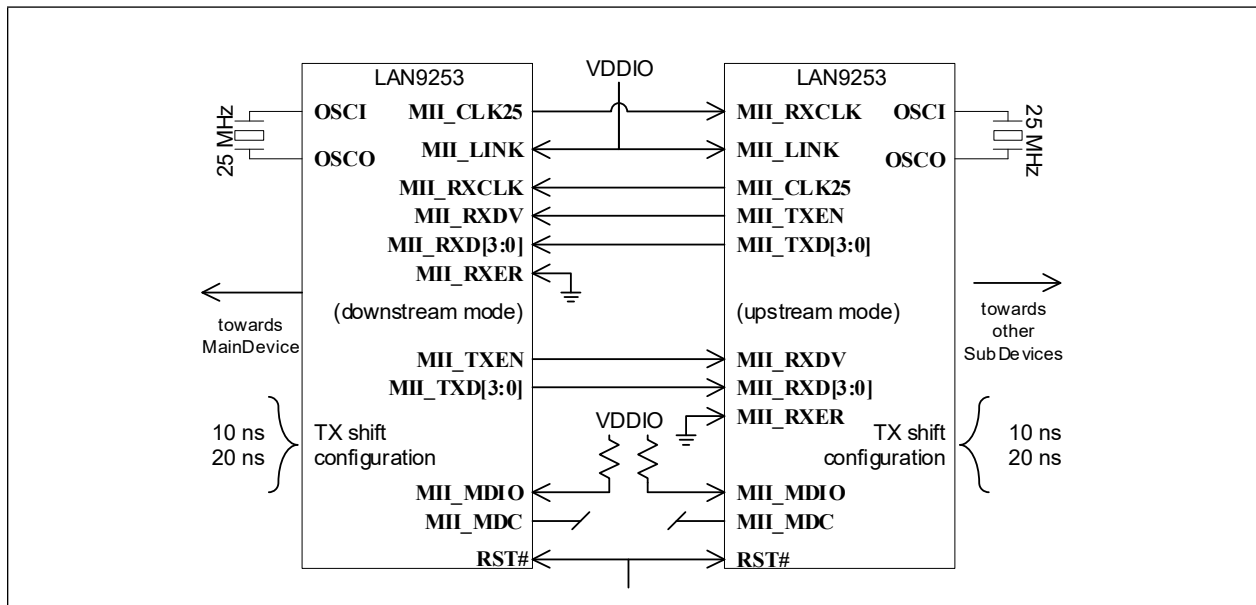 LAN9253
VDDIO
LAN9253
25 MHz
OSCI
OSCO
MII_CLK25
MII_LINK
MII_RXCLK
MII_RXDV
MII_RXD[3:0]
MII_RXER
(downstream mode)
towards
MainDevice
MII_TXEN
MII_TXD[3:0]
10 ns
20 ns
TX shift
configuration
MII_MDIO
MII_MDC
RST#
VDDIO
MII_RXCLK
MII_LINK
MII_CLK25
MII_TXEN
MII_TXD[3:0]
OSCI
OSCO
25 MHz
(upstream mode)
towards
other
SubDevices
MII_RXDV
MII_RXD[3:0]
MII_RXER
TX shift
configuration
10 ns
20 ns
MII_MDIO
MII_MDC
RST#